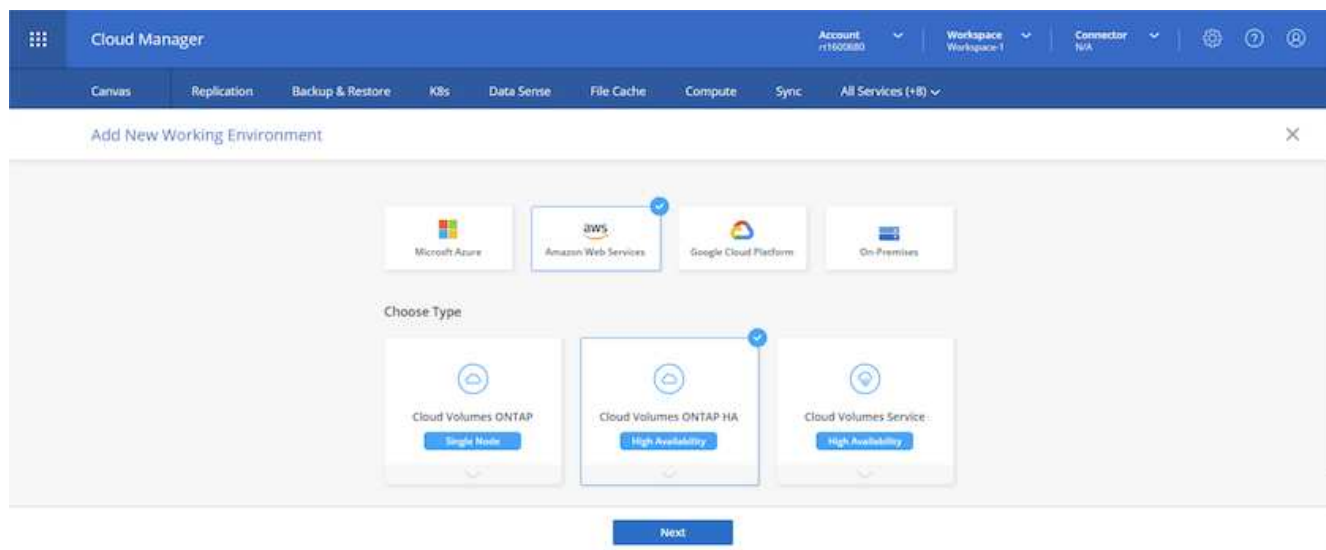 Cloud Manager
Account
Workspace
Workspace-1
Connector
N/A
Canvas
Replication
Backup & Restore
K8s
Data Sense
File Cache
Compute
Sync
All Services (+8)
Add New Working Environment
Microsoft Azure
aws
Amazon Web Services
Google Cloud Platform
On-Premises
Choose Type
Cloud Volumes ONTAP
Single Node
Cloud Volumes ONTAP HA
High Availability
Cloud Volumes Service
High Availability
Next